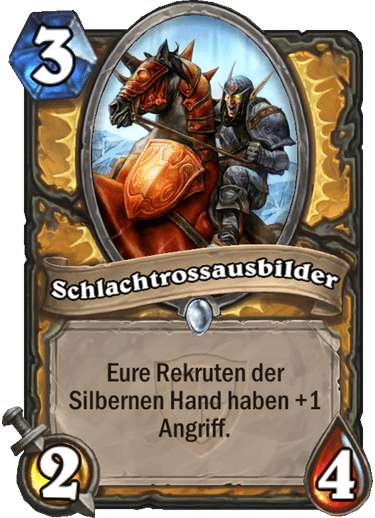 3
Schlachtrossausbilder
Eure Rekruten der
Silbernen Hand haben +1
Angriff.
2
4